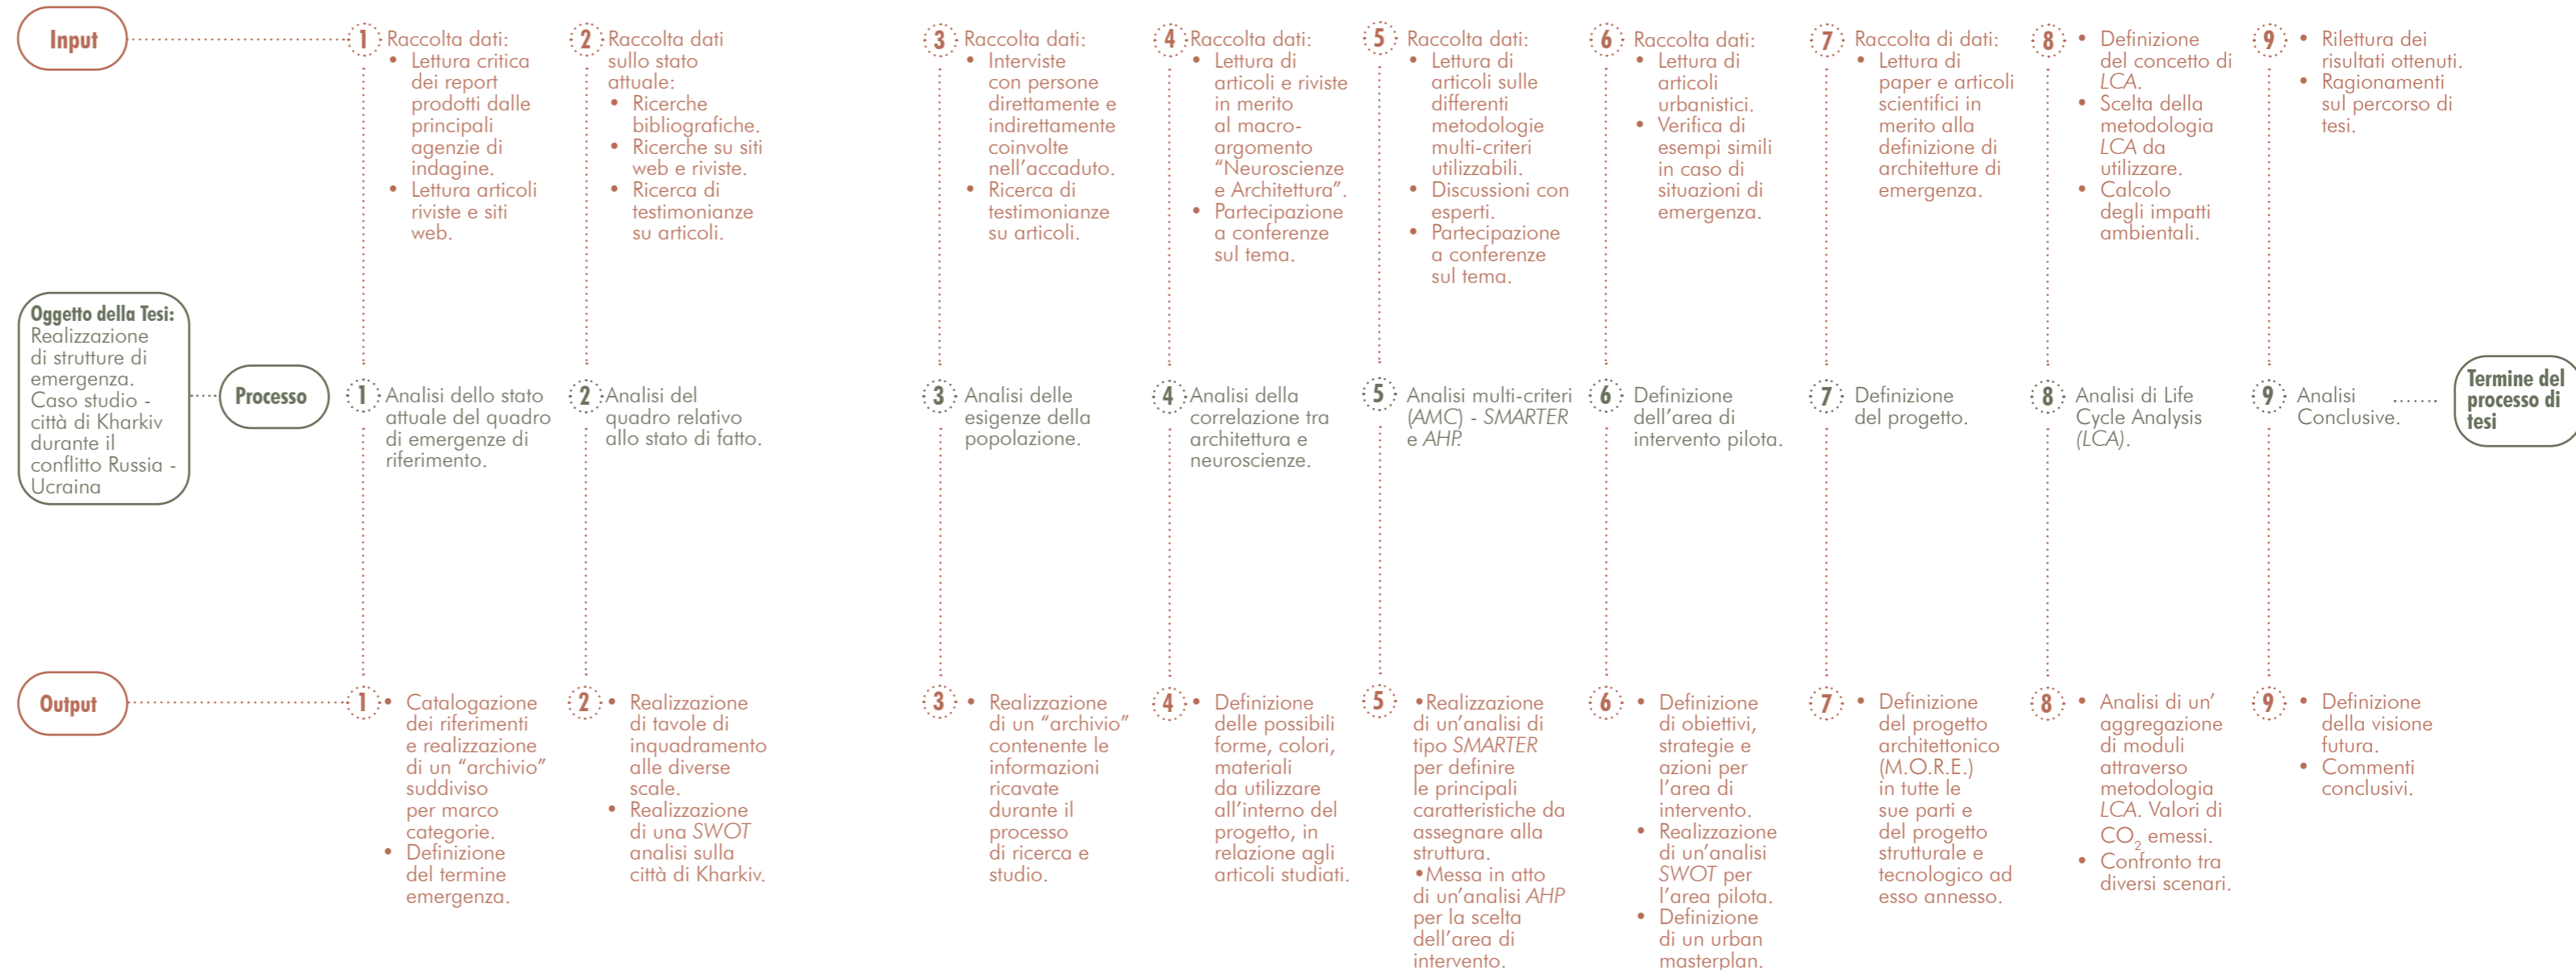 Input
1
Raccolta dati:
• Lettura critica
dei report
prodotti dalle
principali
agenzie di
indagine.
• Lettura articoli
riviste e siti
web.
2
Raccolta dati
sullo stato
attuale:
• Ricerche
bibliografiche.
• Ricerche su siti
web e riviste.
• Ricerca di
testimonianze
su articoli.
3
Raccolta dati:
• Interviste
con persone
direttamente e
indirettamente
coinvolte
nell'accaduto.
• Ricerca di
testimonianze
su articoli.
4
Raccolta dati:
• Lettura di
articoli e riviste
in merito
al macro-
argomento
"Neuroscienze
e Architettura".
• Partecipazione
a conferenze
sul tema.
5
Raccolta dati:
• Lettura di
articoli sulle
differenti
metodologie
multi-criteri
utilizzabili.
• Discussioni con
esperti.
• Partecipazione
a conferenze
sul tema.
6
Raccolta dati:
• Lettura di
articoli
urbanistici.
• Verifica di
esempi simili
in caso di
situazioni di
emergenza.
7
Raccolta di dati:
• Lettura di
paper e articoli
scientifici in
merito alla
definizione di
architetture di
emergenza.
8
• Definizione
del concetto di
LCA.
• Scelta della
metodologia
LCA da
utilizzare.
• Calcolo
degli impatti
ambientali.
9
• Rilettura dei
risultati ottenuti.
• Ragionamenti
sul percorso di
tesi.
Oggetto della Tesi:
Realizzazione
di strutture di
emergenza.
Caso studio -
città di Kharkiv
durante il
conflitto Russia -
Ucraina
Processo
1
Analisi dello stato
attuale del quadro
di emergenze di
riferimento.
2
Analisi del
quadro relativo
allo stato di fatto.
3
Analisi delle
esigenze della
popolazione.
4
Analisi della
correlazione tra
architettura e
neuroscienze.
5
Analisi multi-criteri
(AMC) - SMARTER
e AHP.
6
Definizione
dell'area di
intervento pilota.
7
Definizione
del progetto.
8
Analisi di Life
Cycle Analysis
(LCA).
9
Analisi
Conclusive.
Termine del
processo di
tesi
Output
1
• Catalogazione
dei riferimenti
e realizzazione
di un "archivio"
suddiviso
per marco
categorie.
• Definizione
del termine
emergenza.
2
• Realizzazione
di tavole di
inquadramento
alle diverse
scale.
• Realizzazione
di una SWOT
analisi sulla
città di Kharkiv.
3
• Realizzazione
di un "archivio"
contenente le
informazioni
ricavate
durante il
processo
di ricerca e
studio.
4
• Definizione
delle possibili
forme, colori,
materiali
da utilizzare
all'interno del
progetto, in
relazione agli
articoli studiati.
5
•Realizzazione
di un'analisi di
tipo SMARTER
per definire
le principali
caratteristiche da
assegnare alla
struttura.
•Messa in atto
di un'analisi AHP
per la scelta
dell'area di
intervento.
6
• Definizione
di obiettivi,
strategie e
azioni per
l'area di
intervento.
• Realizzazione
di un'analisi
SWOT per
l'area pilota.
• Definizione
di un urban
masterplan.
7
• Definizione
del progetto
architettonico
(M.O.R.E.)
in tutte le
sue parti e
del progetto
strutturale e
tecnologico ad
esso annesso.
8
• Analisi di un'
aggregazione
di moduli
attraverso
metodologia
LCA. Valori di
CO₂ emessi.
• Confronto tra
diversi scenari.
9
• Definizione
della visione
futura.
• Commenti
conclusivi.